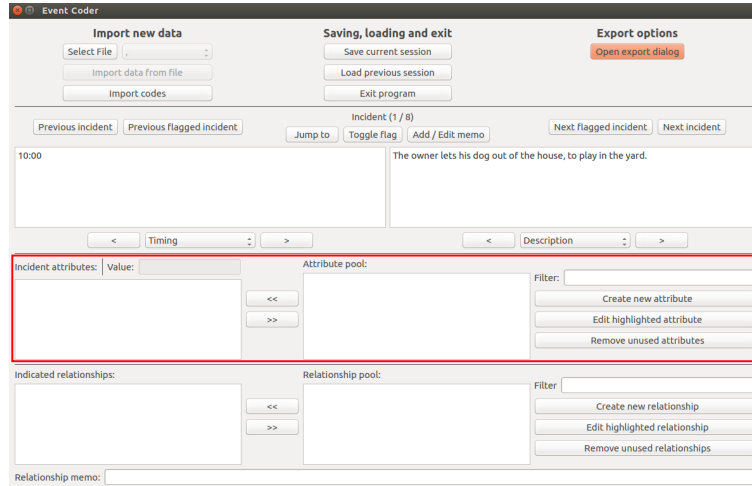 Event Coder
Import new data
Saving, loading and exit
Export options
Select File ,
Save current session
Open export dialog
Import data from file
Load previous session
Import codes
Exit program
Incident (1 / 8)
Previous incident Previous flagged incident
Jump to Toggle flag Add / Edit memo
Next flagged incident Next incident
10:00
The owner lets his dog out of the house, to play in the yard.
< Timing >
< Description >
Incident attributes: Value:
Attribute pool:
Filter:
<<
>>
Create new attribute
Edit highlighted attribute
Remove unused attributes
Indicated relationships:
Relationship pool:
Filter
<<
>>
Create new relationship
Edit highlighted relationship
Remove unused relationships
Relationship memo: